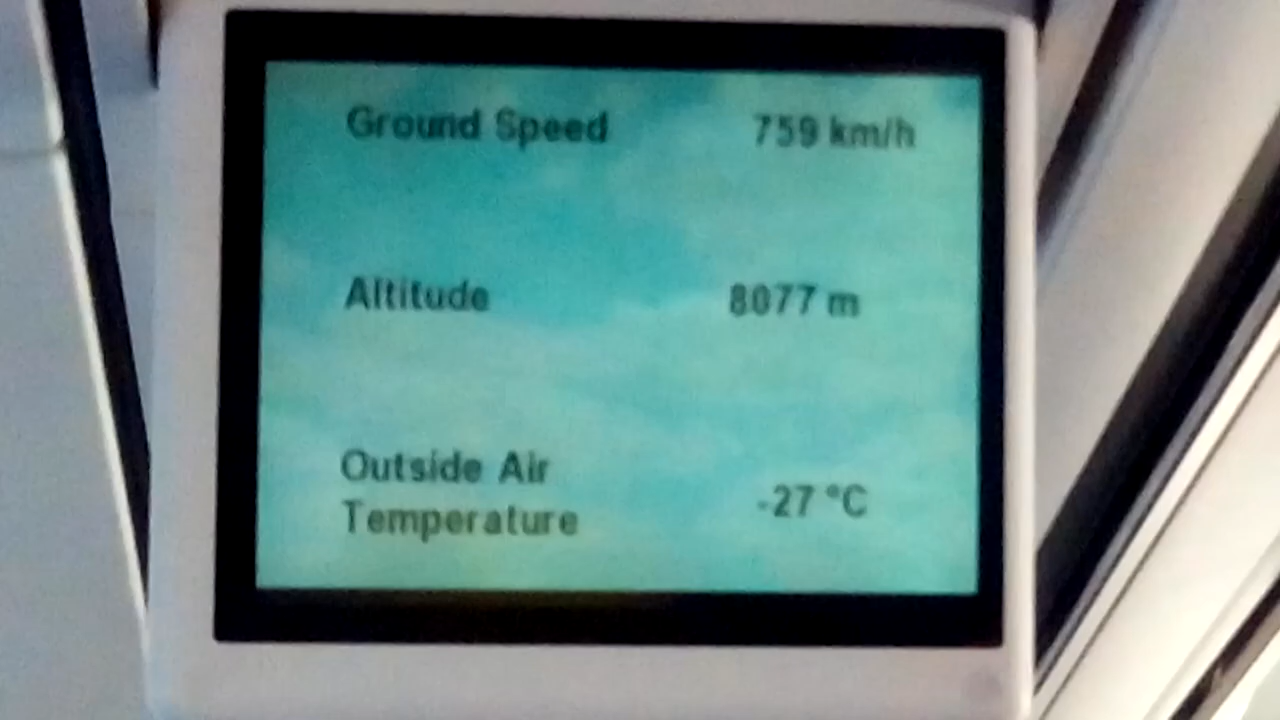 Ground Speed 759 km/h
Altitude 8077 m
Outside Air
Temperature -27 °C